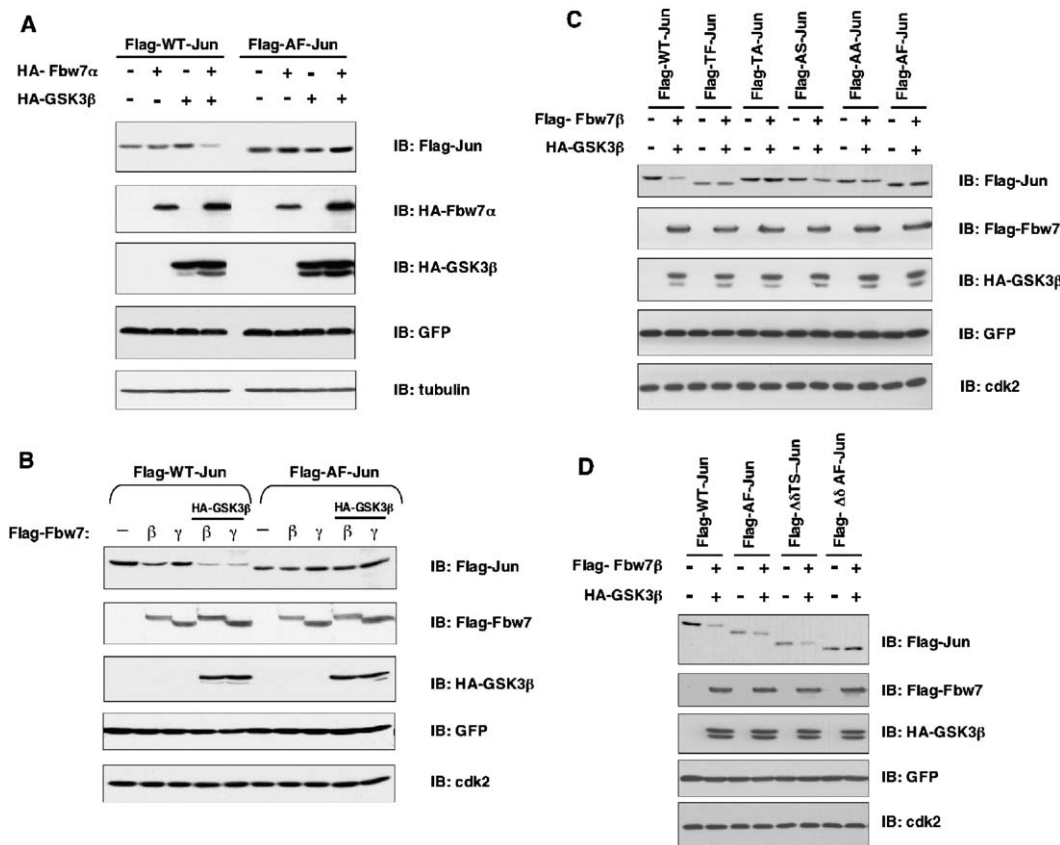 A
Flag-WT-Jun Flag-AF-Jun
HA- Fbw7α - + - + - + - +
HA-GSK3β - - + + - - + +
IB: Flag-Jun
IB: HA-Fbw7α
IB: HA-GSK3β
IB: GFP
IB: tubulin
B
Flag-WT-Jun Flag-AF-Jun
HA-GSK3β HA-GSK3β
Flag-Fbw7: – β γ β γ – β γ β γ
IB: Flag-Jun
IB: Flag-Fbw7
IB: HA-GSK3β
IB: GFP
IB: cdk2
C
Flag-WT-Jun
Flag-TF-Jun
Flag-TA-Jun
Flag-AS-Jun
Flag-AA-Jun
Flag-AF-Jun
Flag- Fbw7β - + - + - + - + - + - +
HA-GSK3β - + - + - + - + - + - +
IB: Flag-Jun
IB: Flag-Fbw7
IB: HA-GSK3β
IB: GFP
IB: cdk2
D
Flag-WT-Jun
Flag-AF-Jun
Flag-ΔδTS–Jun
Flag- Δδ AF-Jun
Flag- Fbw7β - + - + - + - +
HA-GSK3β - + - + - + - +
IB: Flag-Jun
IB: Flag-Fbw7
IB: HA-GSK3β
IB: GFP
IB: cdk2